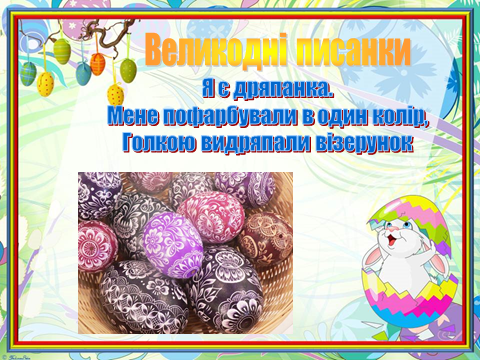 Великодні писанки
Я є дряпанка.
Мене пофарбували в один колір,
Голкою видряпали візерунок